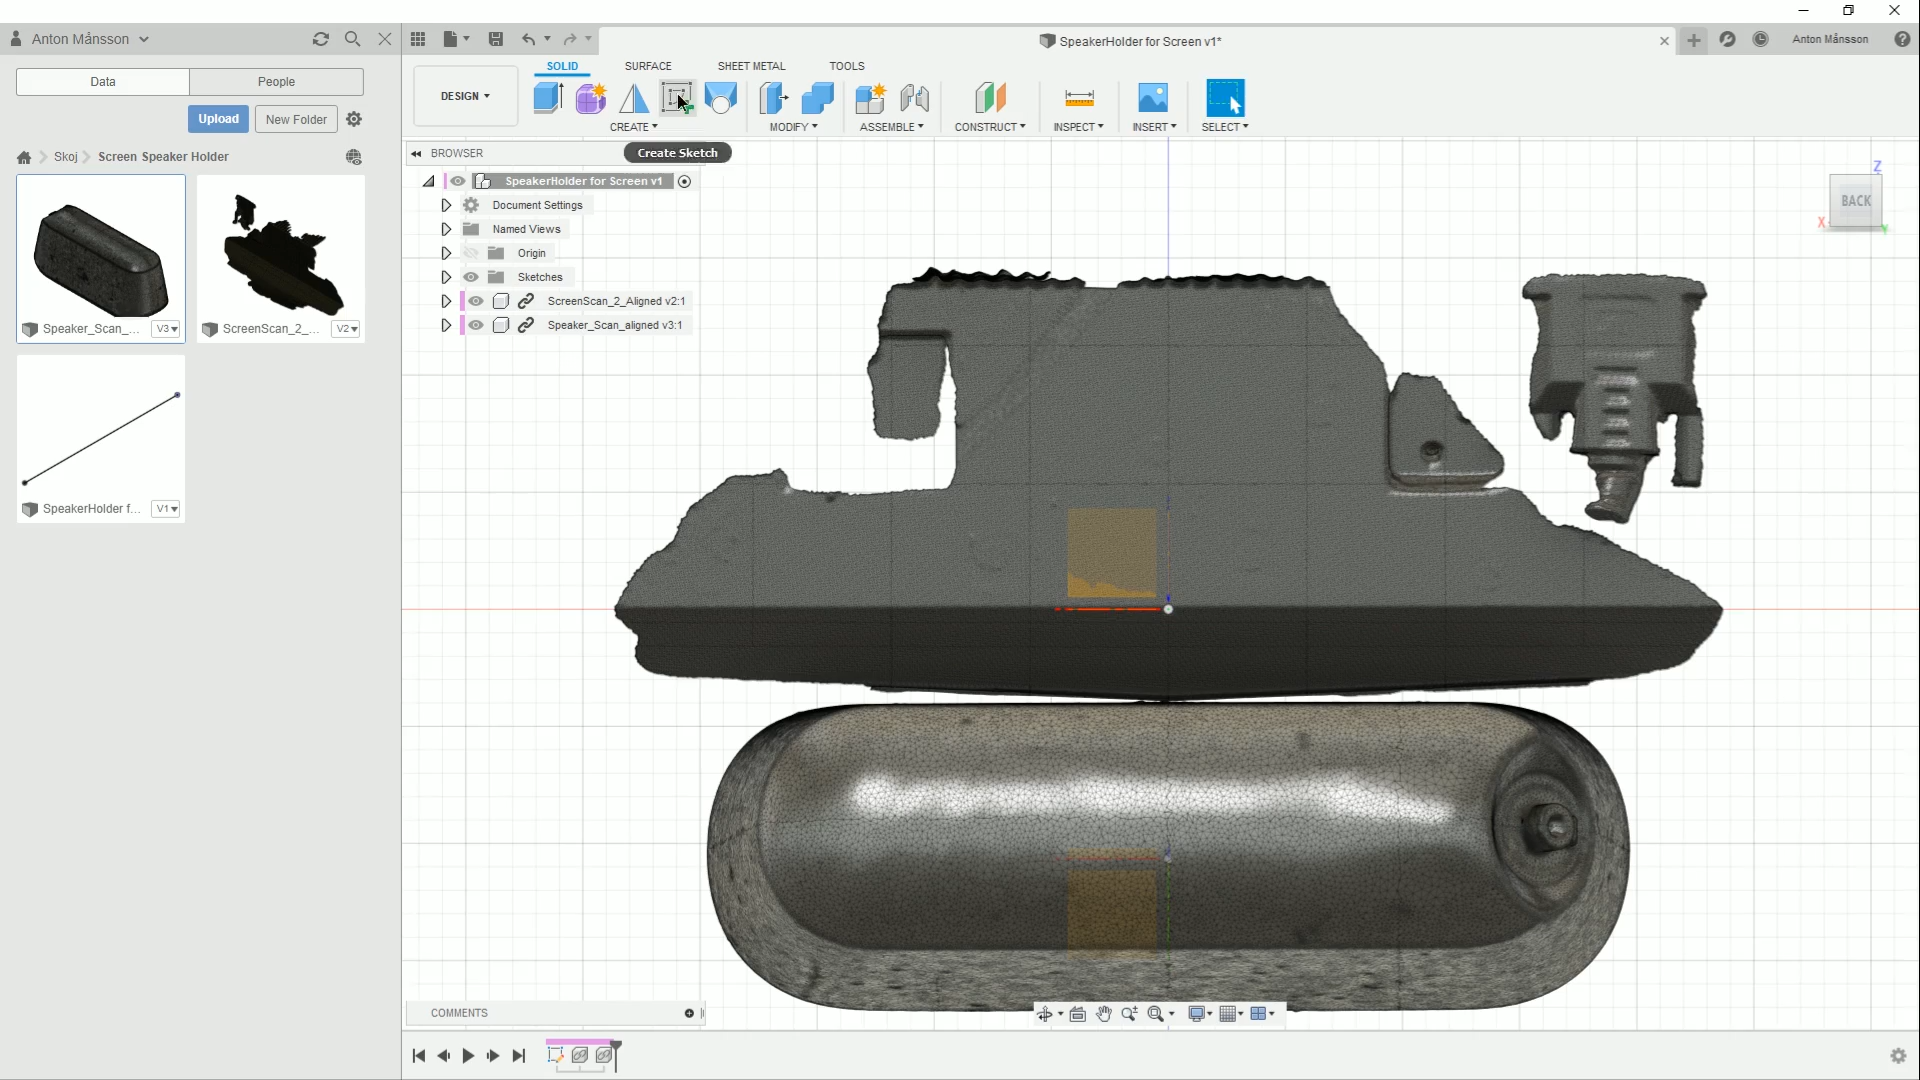 Anton Månsson
SpeakerHolder for Screen v1*
Anton Månsson
Data
People
Upload
New Folder
Skoj
Screen Speaker Holder
Speaker_Scan_...
V3
ScreenScan_2_...
V2
SpeakerHolder f...
V1
DESIGN
SOLID
SURFACE
SHEET METAL
TOOLS
CREATE
MODIFY
ASSEMBLE
CONSTRUCT
INSPECT
INSERT
SELECT
Create Sketch
BROWSER
SpeakerHolder for Screen v1
Document Settings
Named Views
Origin
Sketches
ScreenScan_2_Aligned v2:1
Speaker_Scan_aligned v3:1
Z
BACK
X
Y
COMMENTS